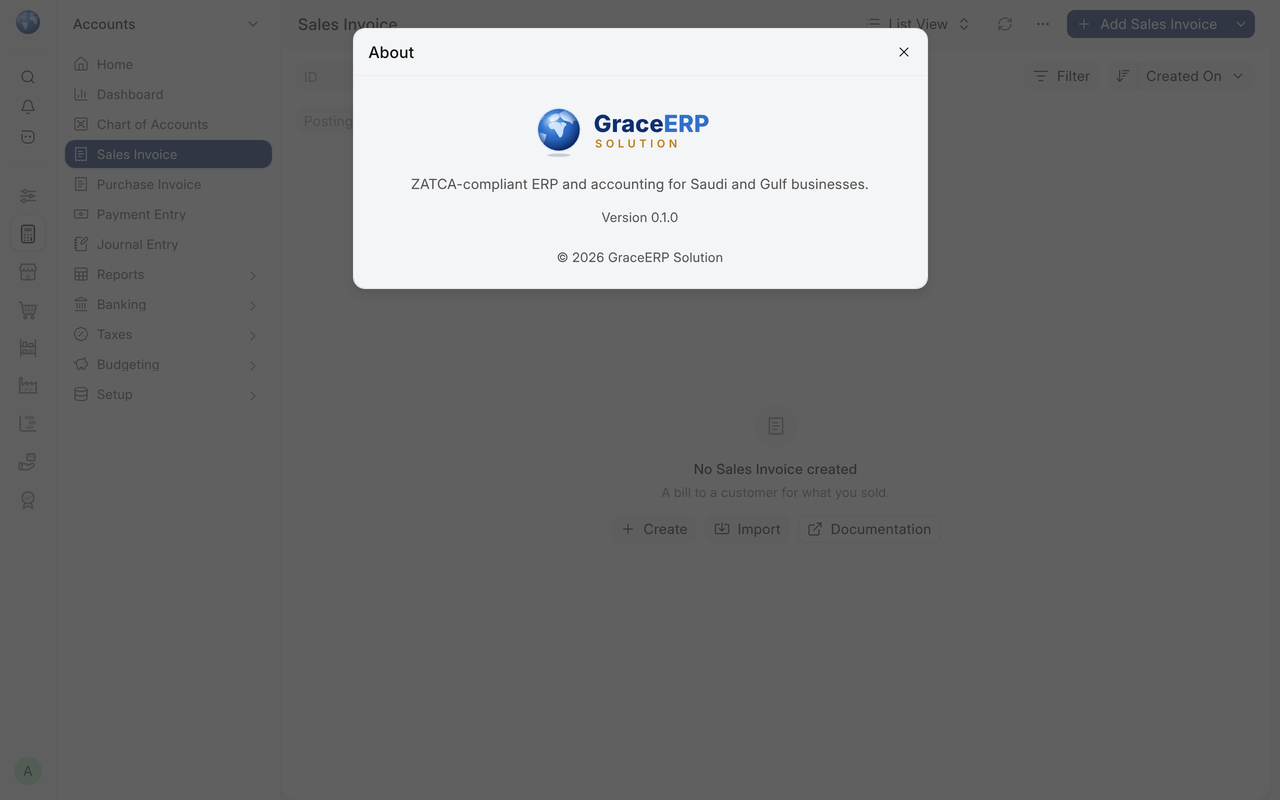 Accounts
Home
Dashboard
Chart of Accounts
Sales Invoice
Purchase Invoice
Payment Entry
Journal Entry
Reports
Banking
Taxes
Budgeting
Setup
A
Sales Invoice
List View
Add Sales Invoice
ID
Filter
Created On
Posting
About
GraceERP
SOLUTION
ZATCA-compliant ERP and accounting for Saudi and Gulf businesses.
Version 0.1.0
© 2026 GraceERP Solution
No Sales Invoice created
A bill to a customer for what you sold.
Create
Import
Documentation